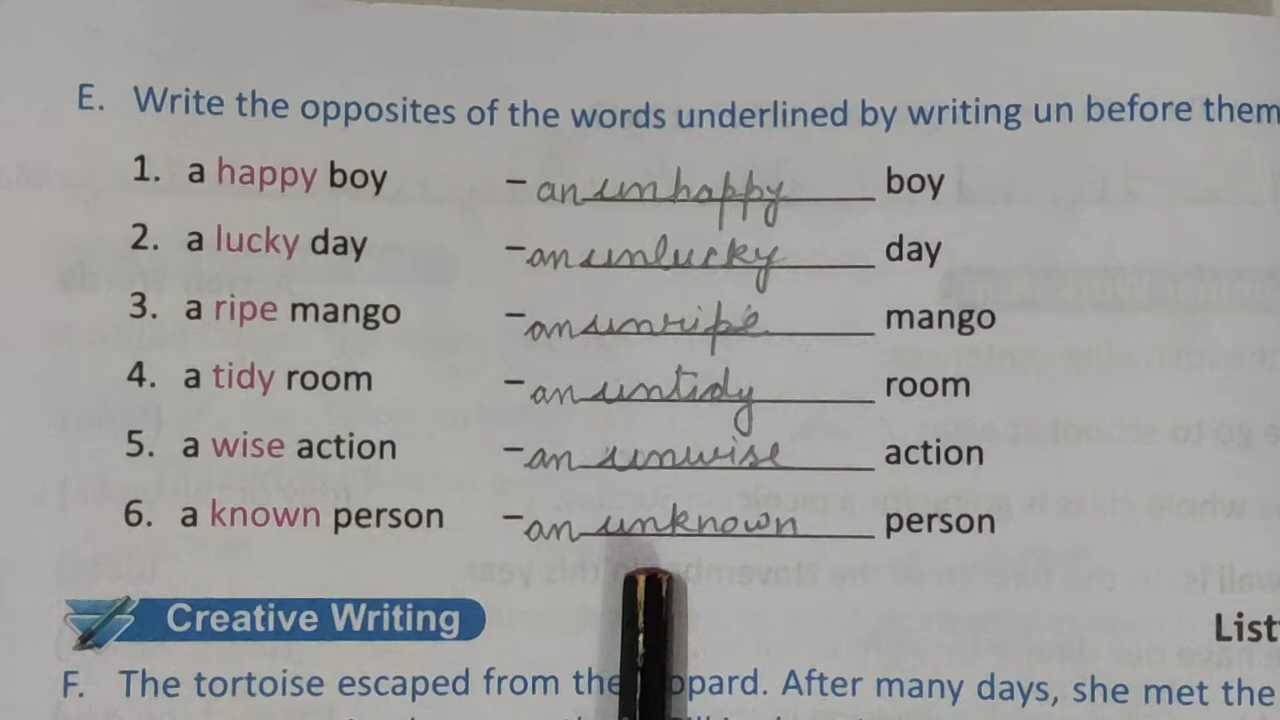 E. Write the opposites of the words underlined by writing un before them
1. a happy boy - an unhappy boy
2. a lucky day - an unlucky day
3. a ripe mango - an unripe mango
4. a tidy room - an untidy room
5. a wise action - an unwise action
6. a known person - an unknown person
Creative Writing
List
F. The tortoise escaped from the ppard. After many days, she met the